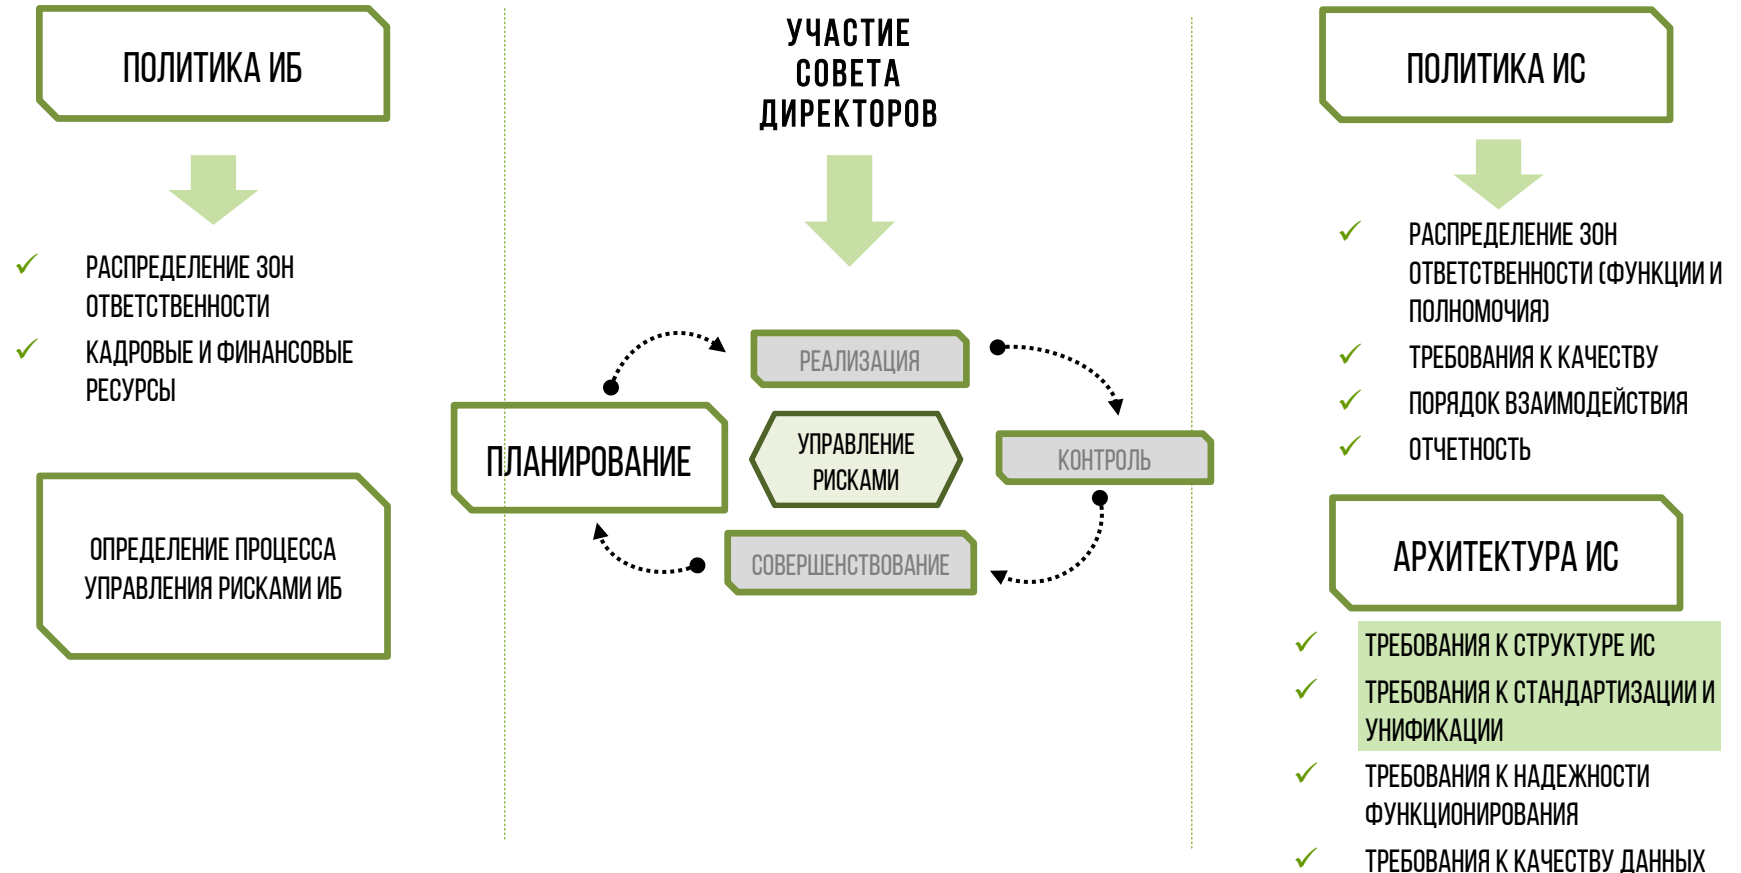 ПОЛИТИКА ИБ
РАСПРЕДЕЛЕНИЕ ЗОН
ОТВЕТСТВЕННОСТИ
КАДРОВЫЕ И ФИНАНСОВЫЕ
РЕСУРСЫ
ОПРЕДЕЛЕНИЕ ПРОЦЕССА
УПРАВЛЕНИЯ РИСКАМИ ИБ
УЧАСТИЕ
СОВЕТА
ДИРЕКТОРОВ
РЕАЛИЗАЦИЯ
ПЛАНИРОВАНИЕ
УПРАВЛЕНИЕ
РИСКАМИ
КОНТРОЛЬ
СОВЕРШЕНСТВОВАНИЕ
ПОЛИТИКА ИС
РАСПРЕДЕЛЕНИЕ ЗОН
ОТВЕТСТВЕННОСТИ (ФУНКЦИИ И
ПОЛНОМОЧИЯ)
ТРЕБОВАНИЯ К КАЧЕСТВУ
ПОРЯДОК ВЗАИМОДЕЙСТВИЯ
ОТЧЕТНОСТЬ
АРХИТЕКТУРА ИС
ТРЕБОВАНИЯ К СТРУКТУРЕ ИС
ТРЕБОВАНИЯ К СТАНДАРТИЗАЦИИ И
УНИФИКАЦИИ
ТРЕБОВАНИЯ К НАДЕЖНОСТИ
ФУНКЦИОНИРОВАНИЯ
ТРЕБОВАНИЯ К КАЧЕСТВУ ДАННЫХ